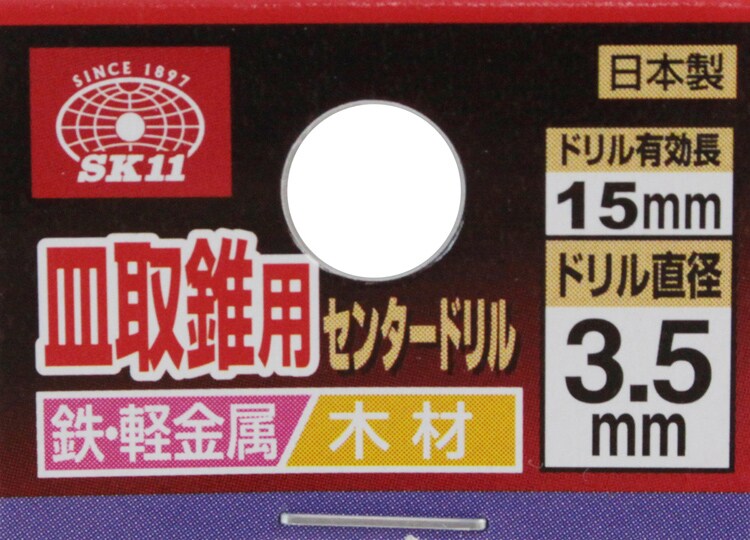 SINCE 1897
SK11
日本製
ドリル有効長
15mm
ドリル直径
3.5
mm
皿取錐用
センタードリル
鉄・軽金属
木材